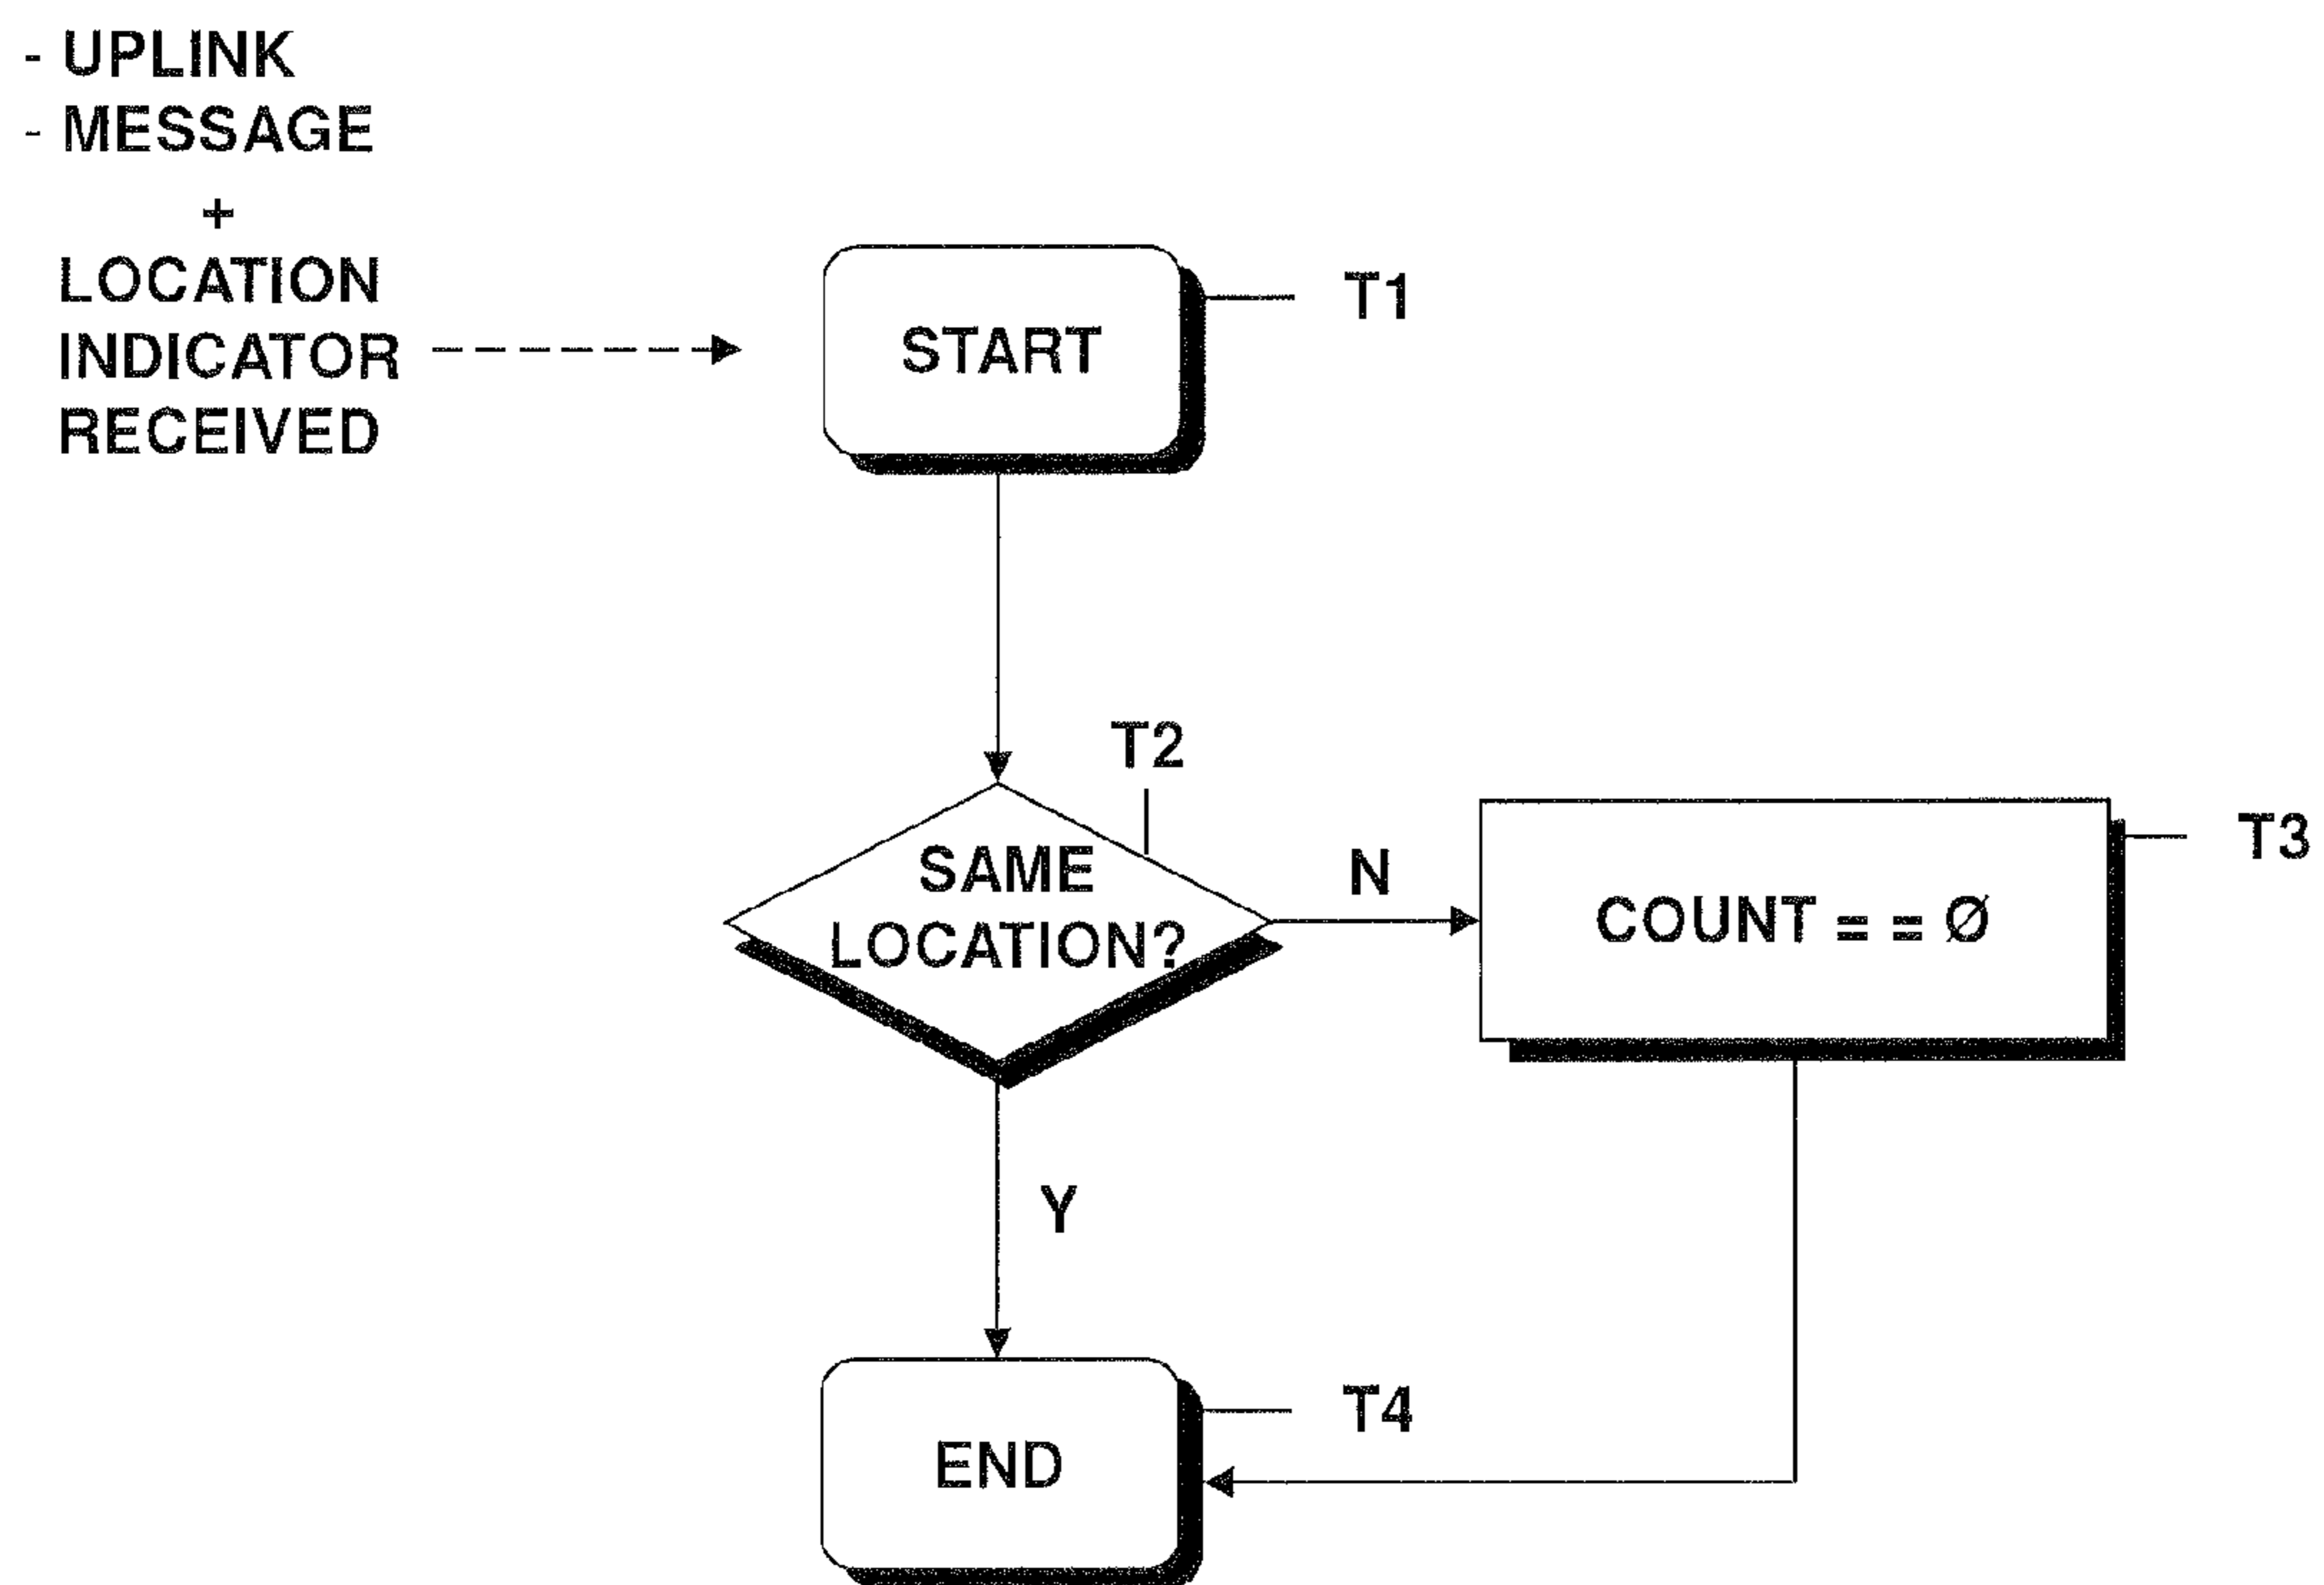 - UPLINK
- MESSAGE
+
LOCATION
INDICATOR
RECEIVED
START
T1
T2
SAME
LOCATION?
N
COUNT = = Ø
T3
Y
END
T4